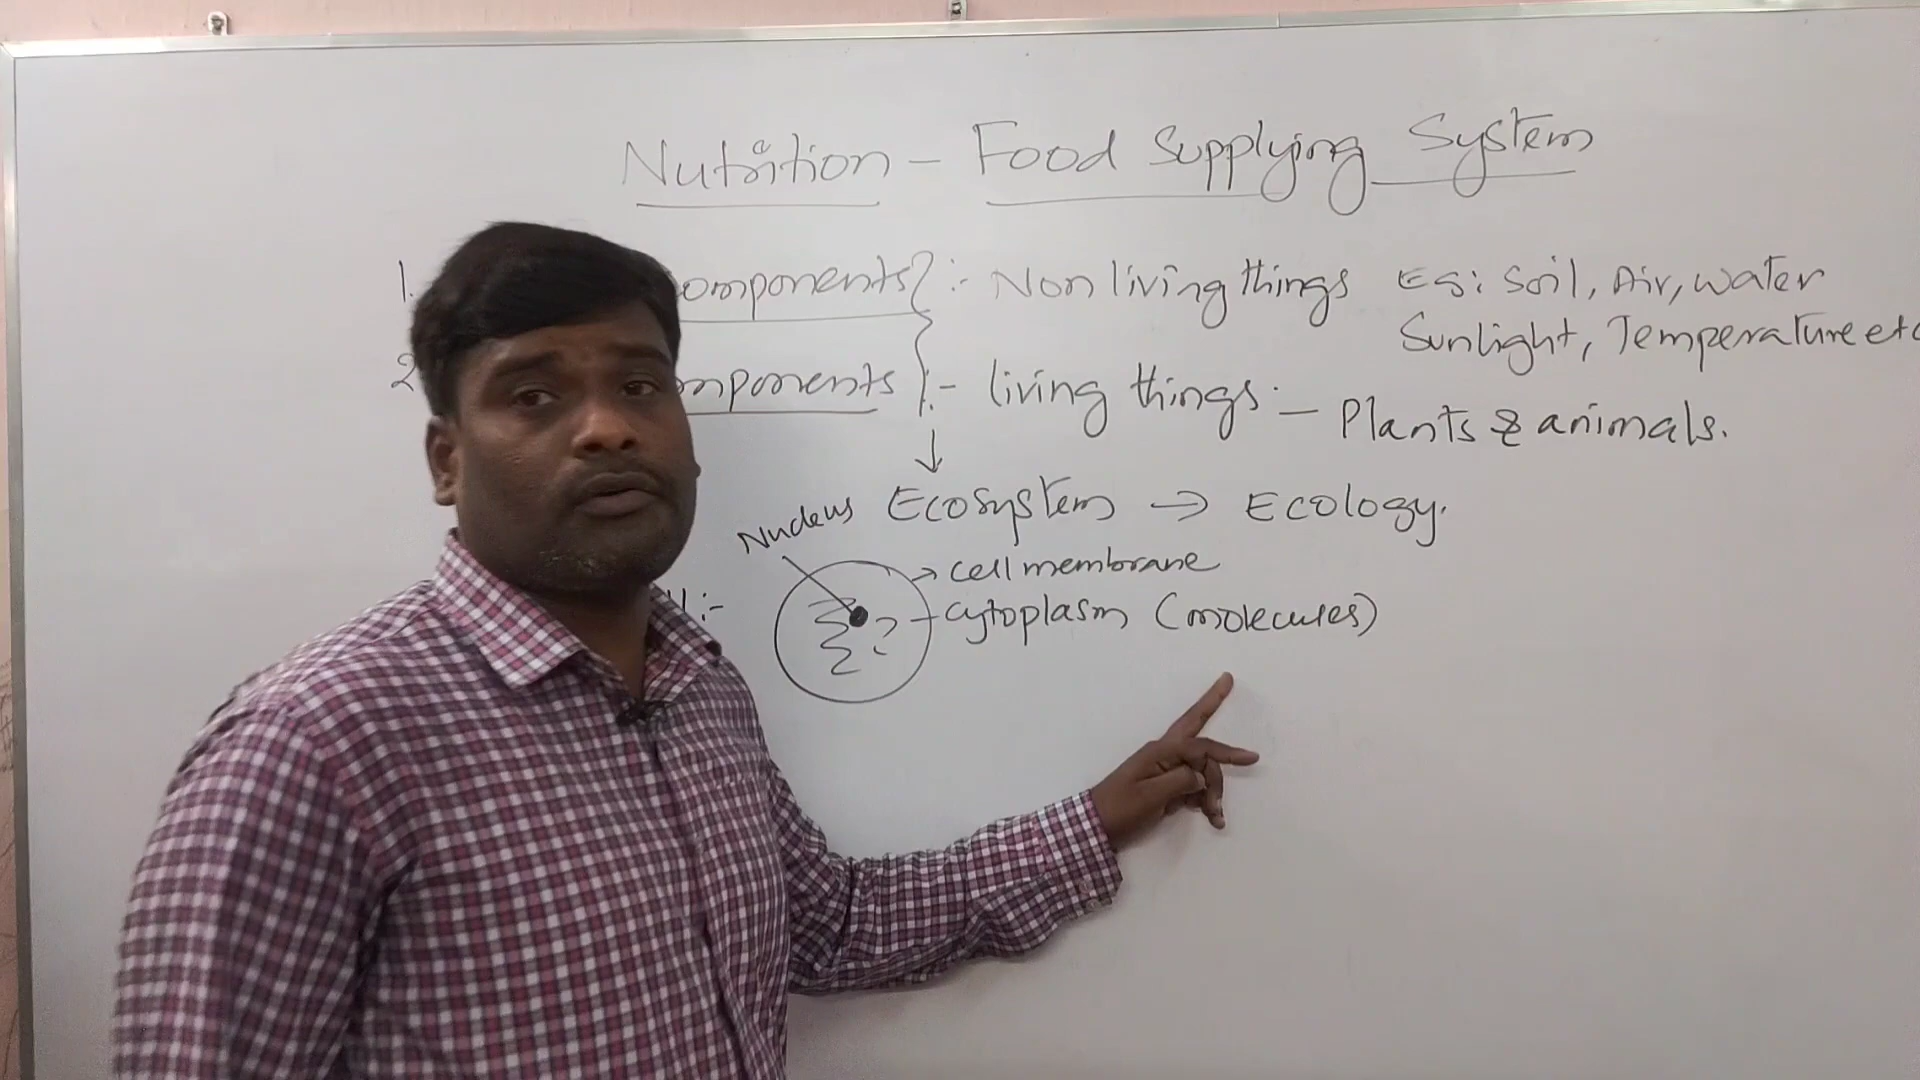 Nutrition - Food Supplying System
1. omponents :- Non living things Eg: Soil, Air, Water
Sunlight, Temperature etc
2 mponents :- living things - Plants & animals.
Ecosystem → Ecology.
Nucleus
→ cell membrane
cytoplasm (molecules)